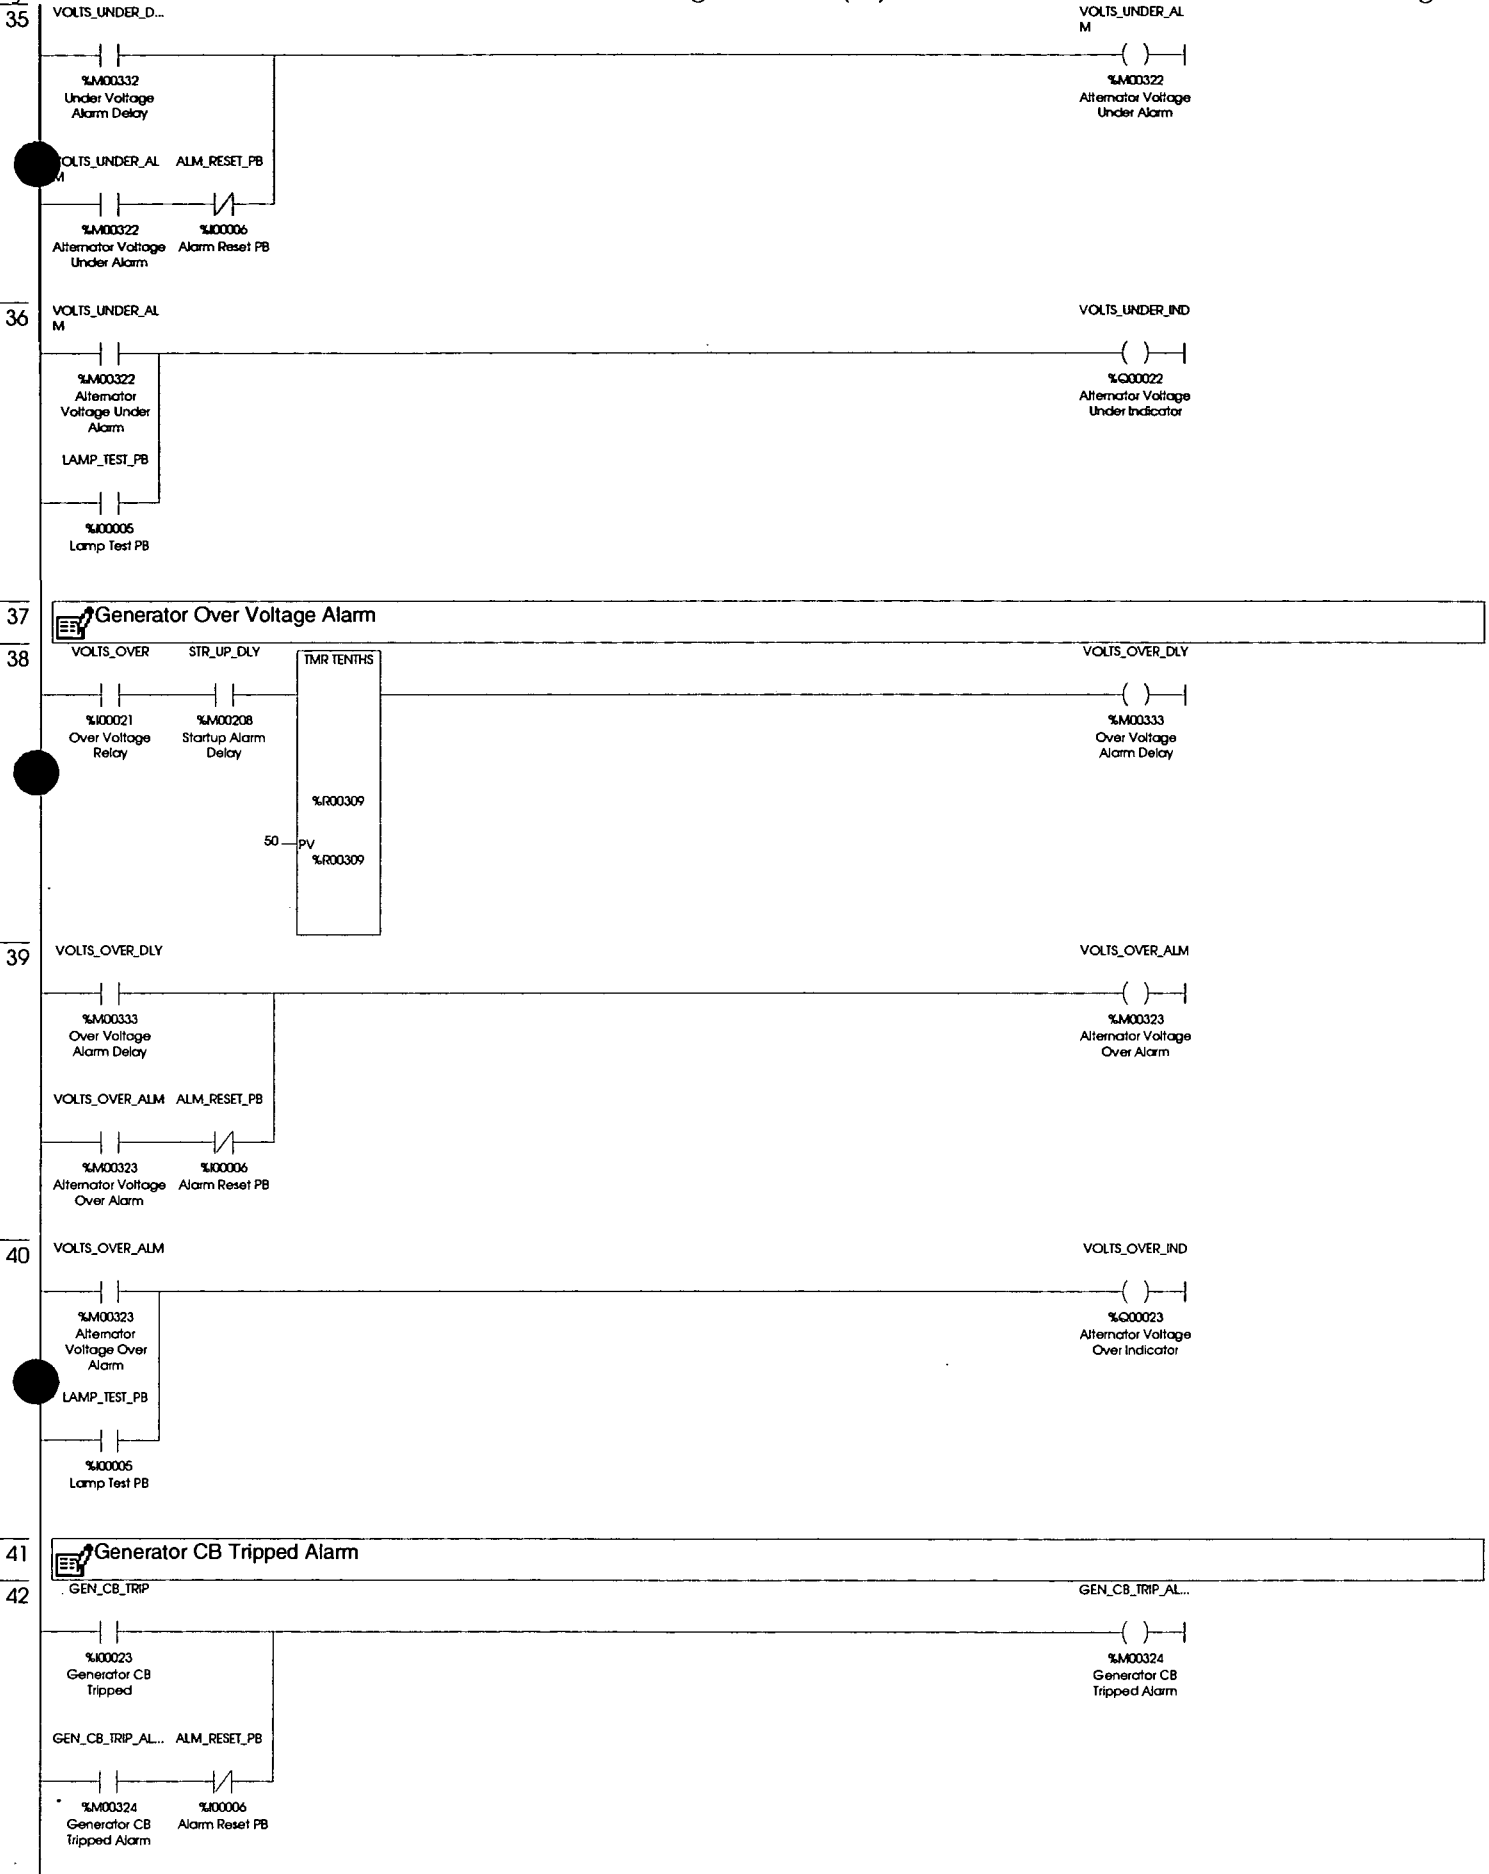 35 VOLTS_UNDER_D... VOLTS_UNDER_AL
M
%M00332 %M00322
Under Voltage Alternator Voltage
Alarm Delay Under Alarm
VOLTS_UNDER_AL ALM_RESET_PB
M
%M00322 %I00006
Alternator Voltage Alarm Reset PB
Under Alarm
36 VOLTS_UNDER_AL VOLTS_UNDER_IND
M
%M00322 %Q00022
Alternator Alternator Voltage
Voltage Under Under Indicator
Alarm
LAMP_TEST_PB
%I00005
Lamp Test PB
37 Generator Over Voltage Alarm
38 VOLTS_OVER STR_UP_DLY TMR TENTHS VOLTS_OVER_DLY
%I00021 %M00208 %M00333
Over Voltage Startup Alarm Over Voltage
Relay Delay Alarm Delay
%R00309
50 PV
%R00309
39 VOLTS_OVER_DLY VOLTS_OVER_ALM
%M00333 %M00323
Over Voltage Alternator Voltage
Alarm Delay Over Alarm
VOLTS_OVER_ALM ALM_RESET_PB
%M00323 %I00006
Alternator Voltage Alarm Reset PB
Over Alarm
40 VOLTS_OVER_ALM VOLTS_OVER_IND
%M00323 %Q00023
Alternator Alternator Voltage
Voltage Over Over Indicator
Alarm
LAMP_TEST_PB
%I00005
Lamp Test PB
41 Generator CB Tripped Alarm
42 GEN_CB_TRIP GEN_CB_TRIP_AL...
%I00023 %M00324
Generator CB Generator CB
Tripped Tripped Alarm
GEN_CB_TRIP_AL... ALM_RESET_PB
%M00324 %I00006
Generator CB Alarm Reset PB
Tripped Alarm